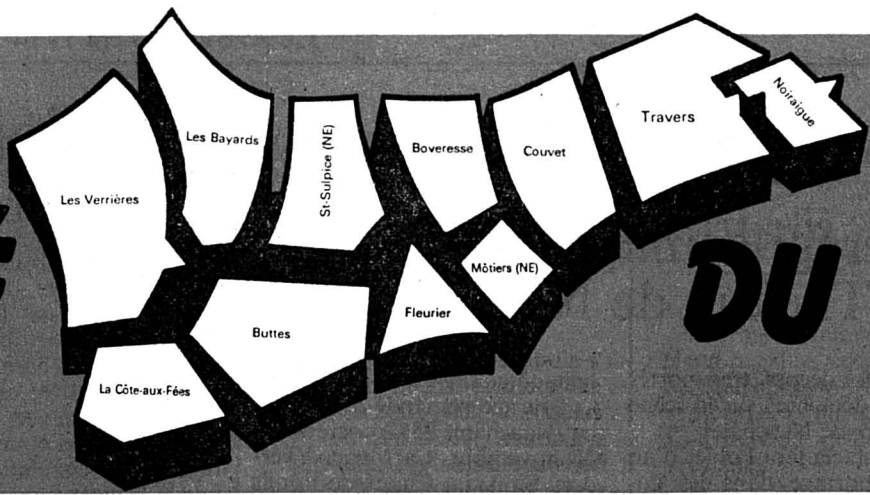 Les Verrières
Les Bayards
St-Sulpice (NE)
Boveresse
Couvet
Travers
Noiraigue
La Côte-aux-Fées
Buttes
Fleurier
Môtiers (NE)
DU